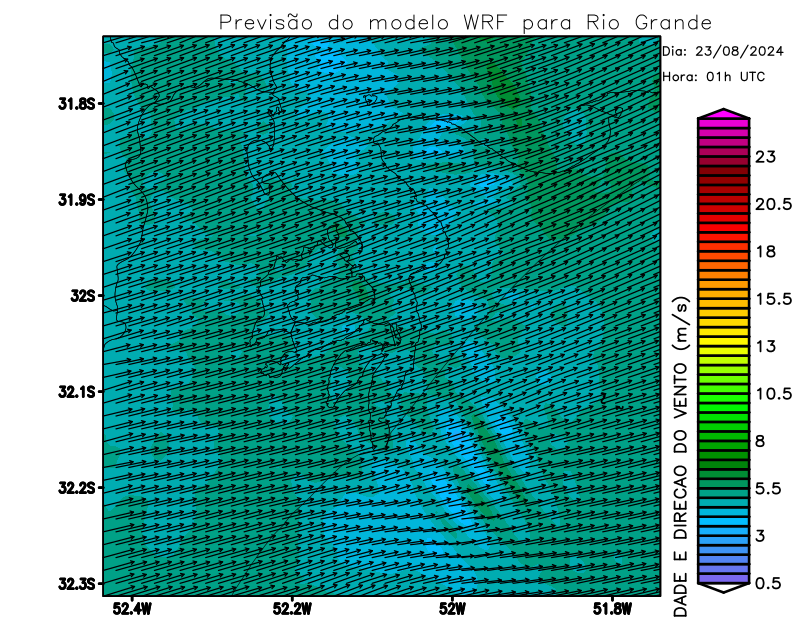 Previsão do modelo WRF para Rio Grande
Dia: 23/08/2024
Hora: 01h UTC
31.8S
31.9S
32S
32.1S
32.2S
32.3S
52.4W
52.2W
52W
51.8W
23
20.5
18
15.5
13
10.5
8
5.5
3
0.5
DADE E DIRECAO DO VENTO (m/s)